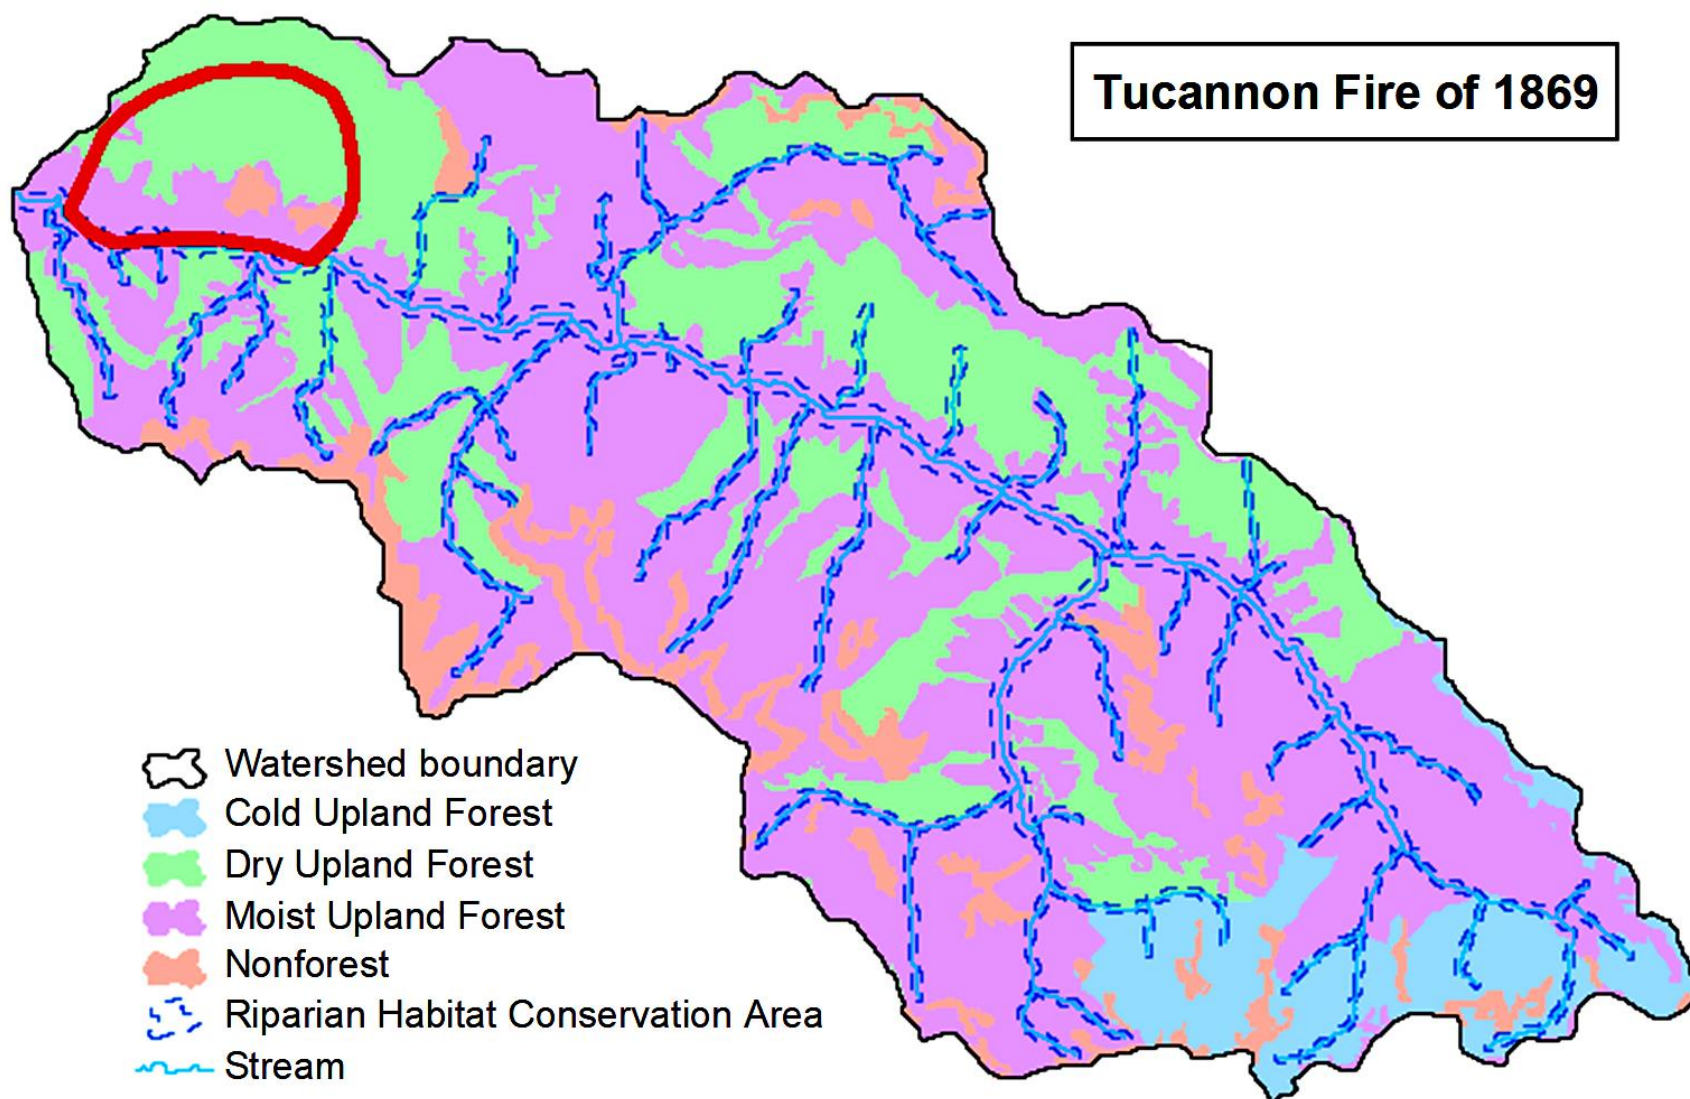 Tucannon Fire of 1869
Watershed boundary
Cold Upland Forest
Dry Upland Forest
Moist Upland Forest
Nonforest
Riparian Habitat Conservation Area
Stream